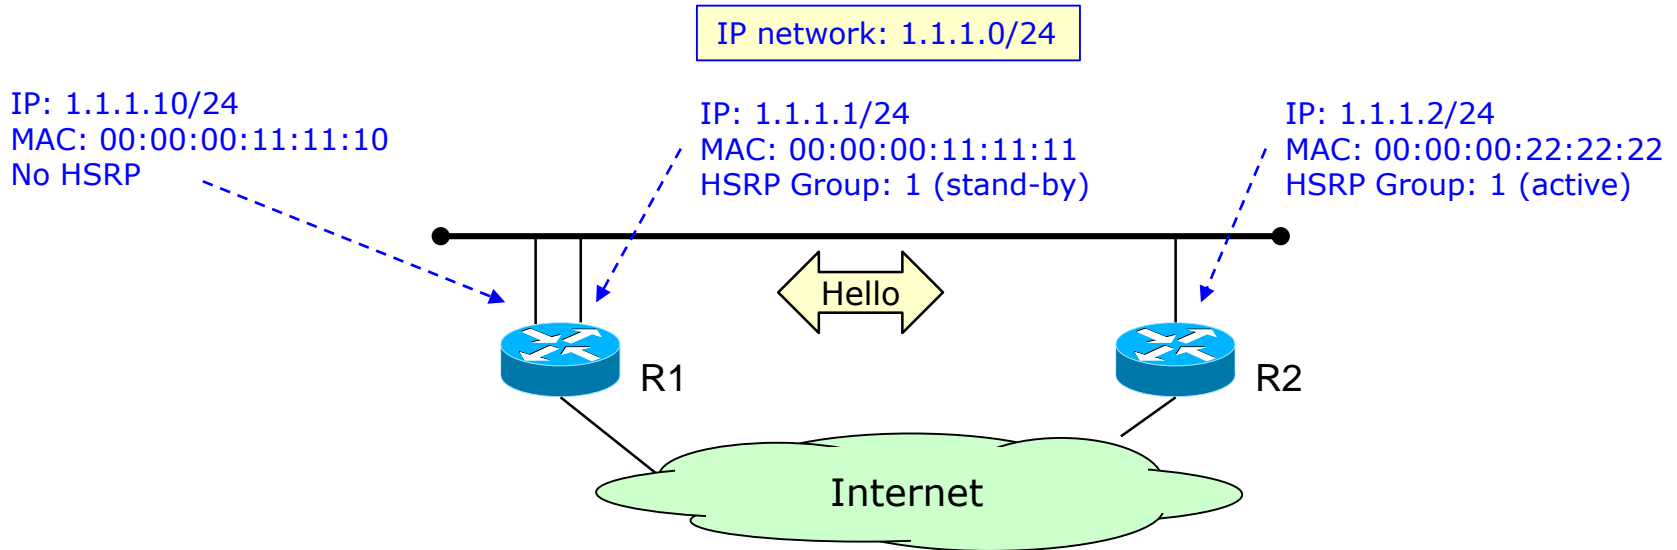 IP network: 1.1.1.0/24
IP: 1.1.1.10/24
MAC: 00:00:00:11:11:10
No HSRP
IP: 1.1.1.1/24
MAC: 00:00:00:11:11:11
HSRP Group: 1 (stand-by)
IP: 1.1.1.2/24
MAC: 00:00:00:22:22:22
HSRP Group: 1 (active)
Hello
R1
R2
Internet